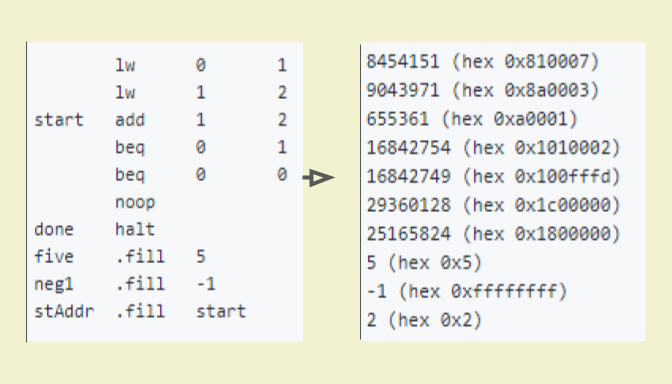 lw 0 1
lw 1 2
start add 1 2
beq 0 1
beq 0 0
noop
done halt
five .fill 5
neg1 .fill -1
stAddr .fill start
8454151 (hex 0x810007)
9043971 (hex 0x8a0003)
655361 (hex 0xa0001)
16842754 (hex 0x1010002)
16842749 (hex 0x100fffd)
29360128 (hex 0x1c00000)
25165824 (hex 0x1800000)
5 (hex 0x5)
-1 (hex 0xffffffff)
2 (hex 0x2)